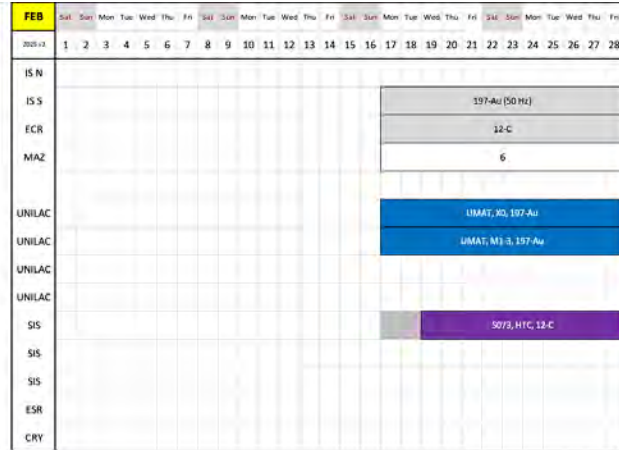 FEB Sat Sun Mon Tue Wed Thu Fri Sat Sun Mon Tue Wed Thu Fri Sat Sun Mon Tue Wed Thu Fri Sat Sun Mon Tue Wed Thu Fri
1 2 3 4 5 6 7 8 9 10 11 12 13 14 15 16 17 18 19 20 21 22 23 24 25 26 27 28
IS N
IS S 197-Au (50 Hz)
ECR 12-C
MAZ 6
UNILAC UMAT, X0, 197-Au
UNILAC UMAT, M1-3, 197-Au
UNILAC
UNILAC
SIS HTC, 12-C
SIS
SIS
ESR
CRY